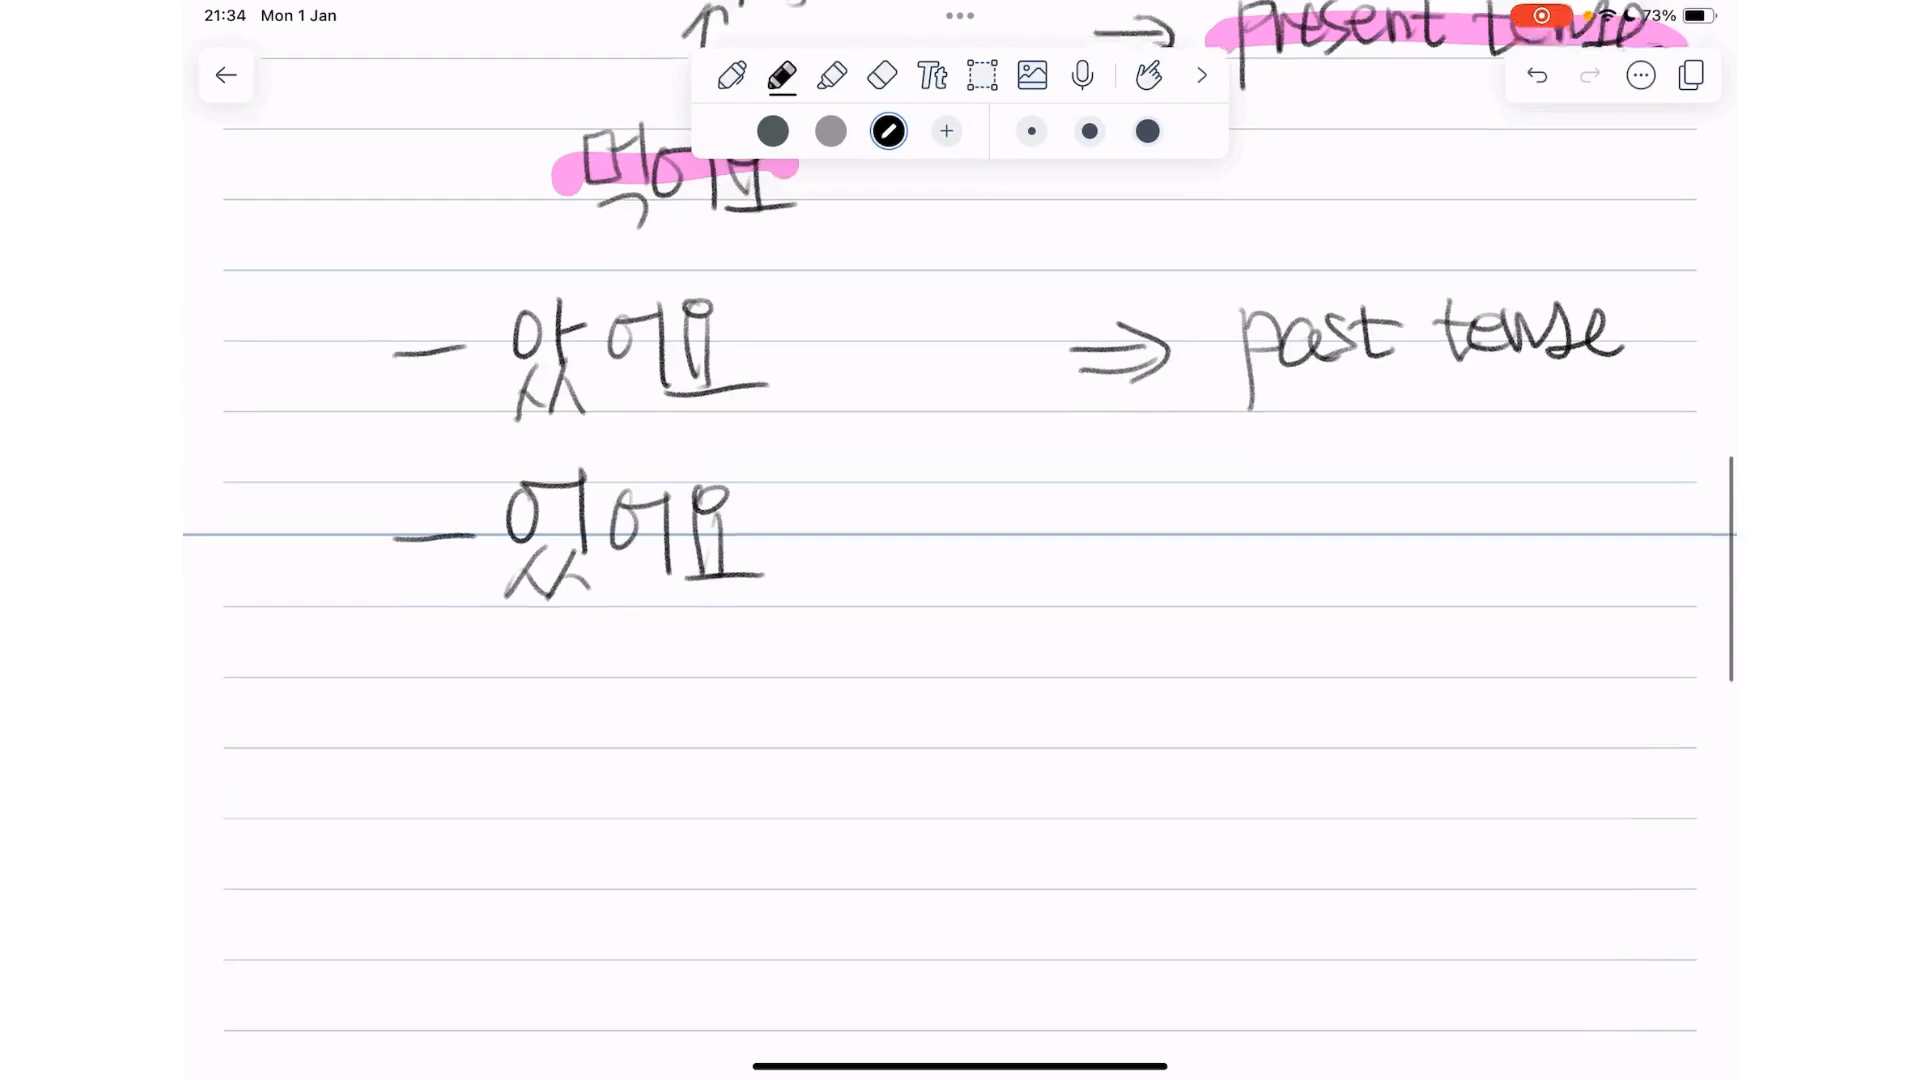 21:34 Mon 1 Jan 73%
present tense
Tt
먹어요
- 았어요 ⇒ past tense
- 었어요